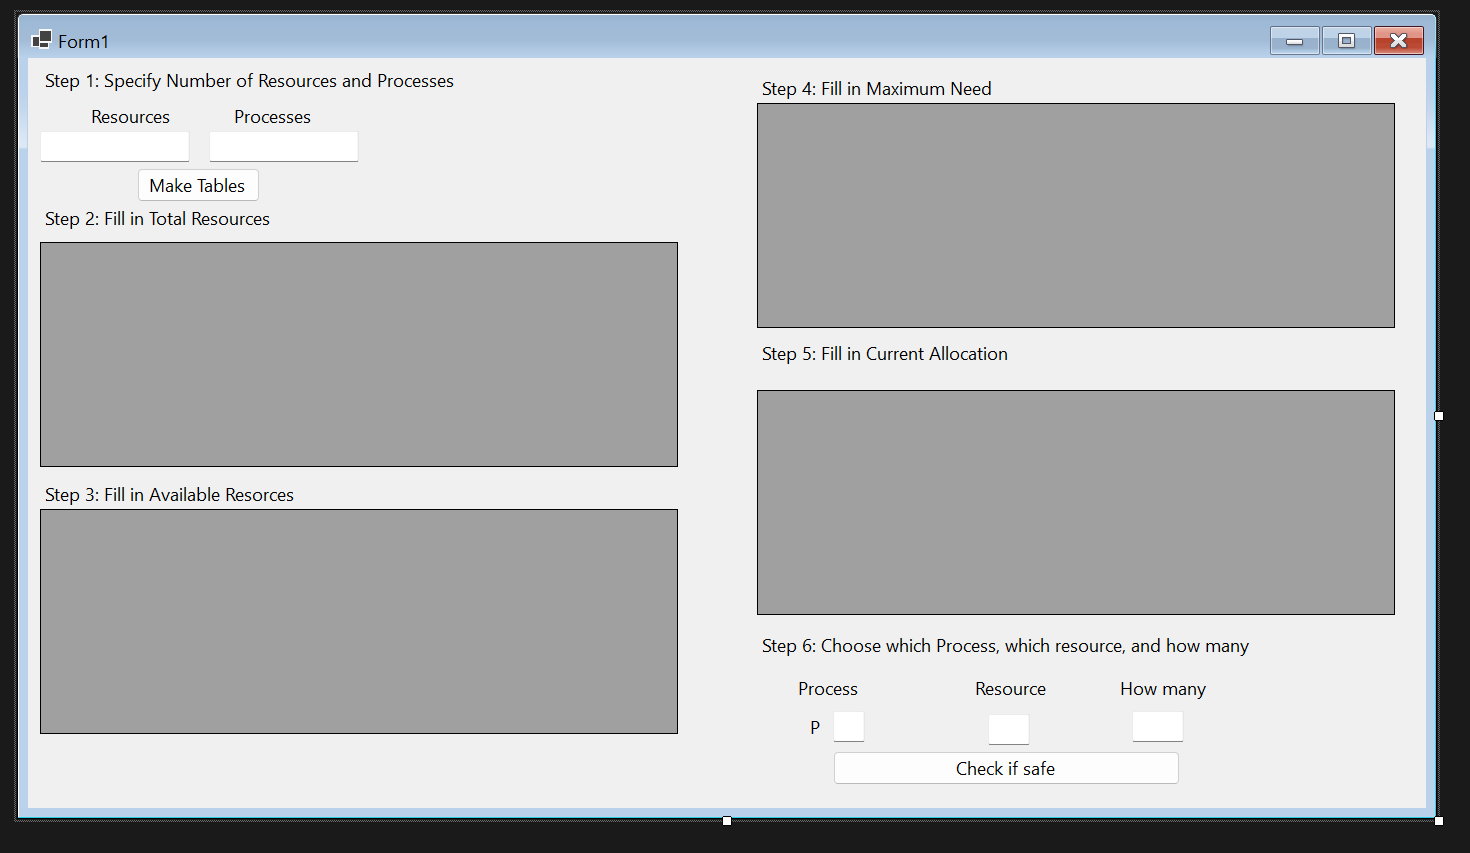 Form1
Step 1: Specify Number of Resources and Processes
Resources Processes
Make Tables
Step 2: Fill in Total Resources
Step 3: Fill in Available Resorces
Step 4: Fill in Maximum Need
Step 5: Fill in Current Allocation
Step 6: Choose which Process, which resource, and how many
Process Resource How many
P
Check if safe